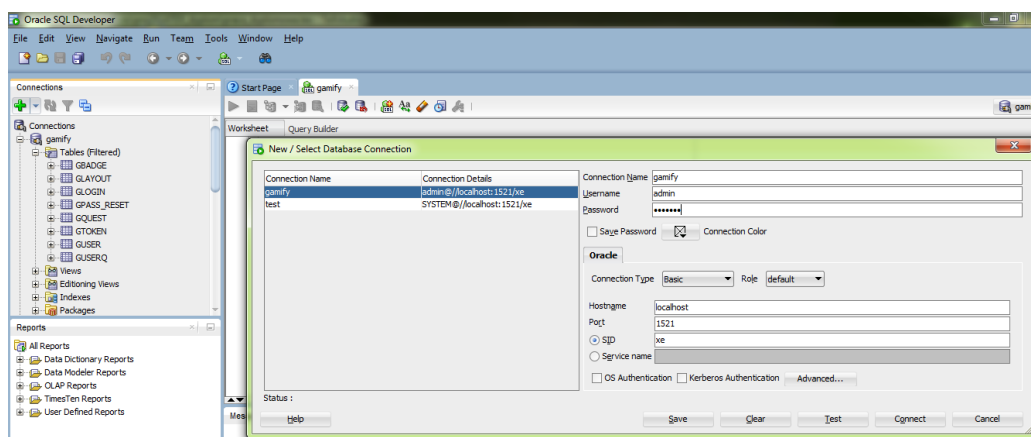 Oracle SQL Developer
File Edit View Navigate Run Team Tools Window Help
Connections
Start Page
gamify
Connections
gamify
Tables (Filtered)
GBADGE
GLAYOUT
GLOGIN
GPASS_RESET
GQUEST
GTOKEN
GUSER
GUSERQ
Views
Editioning Views
Indexes
Packages
Reports
All Reports
Data Dictionary Reports
Data Modeler Reports
OLAP Reports
TimesTen Reports
User Defined Reports
gam
Worksheet Query Builder
New / Select Database Connection
Connection Name Connection Details
gamify admin@//localhost:1521/xe
test SYSTEM@//localhost:1521/xe
Connection Name gamify
Username admin
Password •••••••
Save Password Connection Color
Oracle
Connection Type Basic Role default
Hostname localhost
Port 1521
SID xe
Service name
OS Authentication Kerberos Authentication Advanced...
Status :
Mes
Help Save Clear Test Connect Cancel